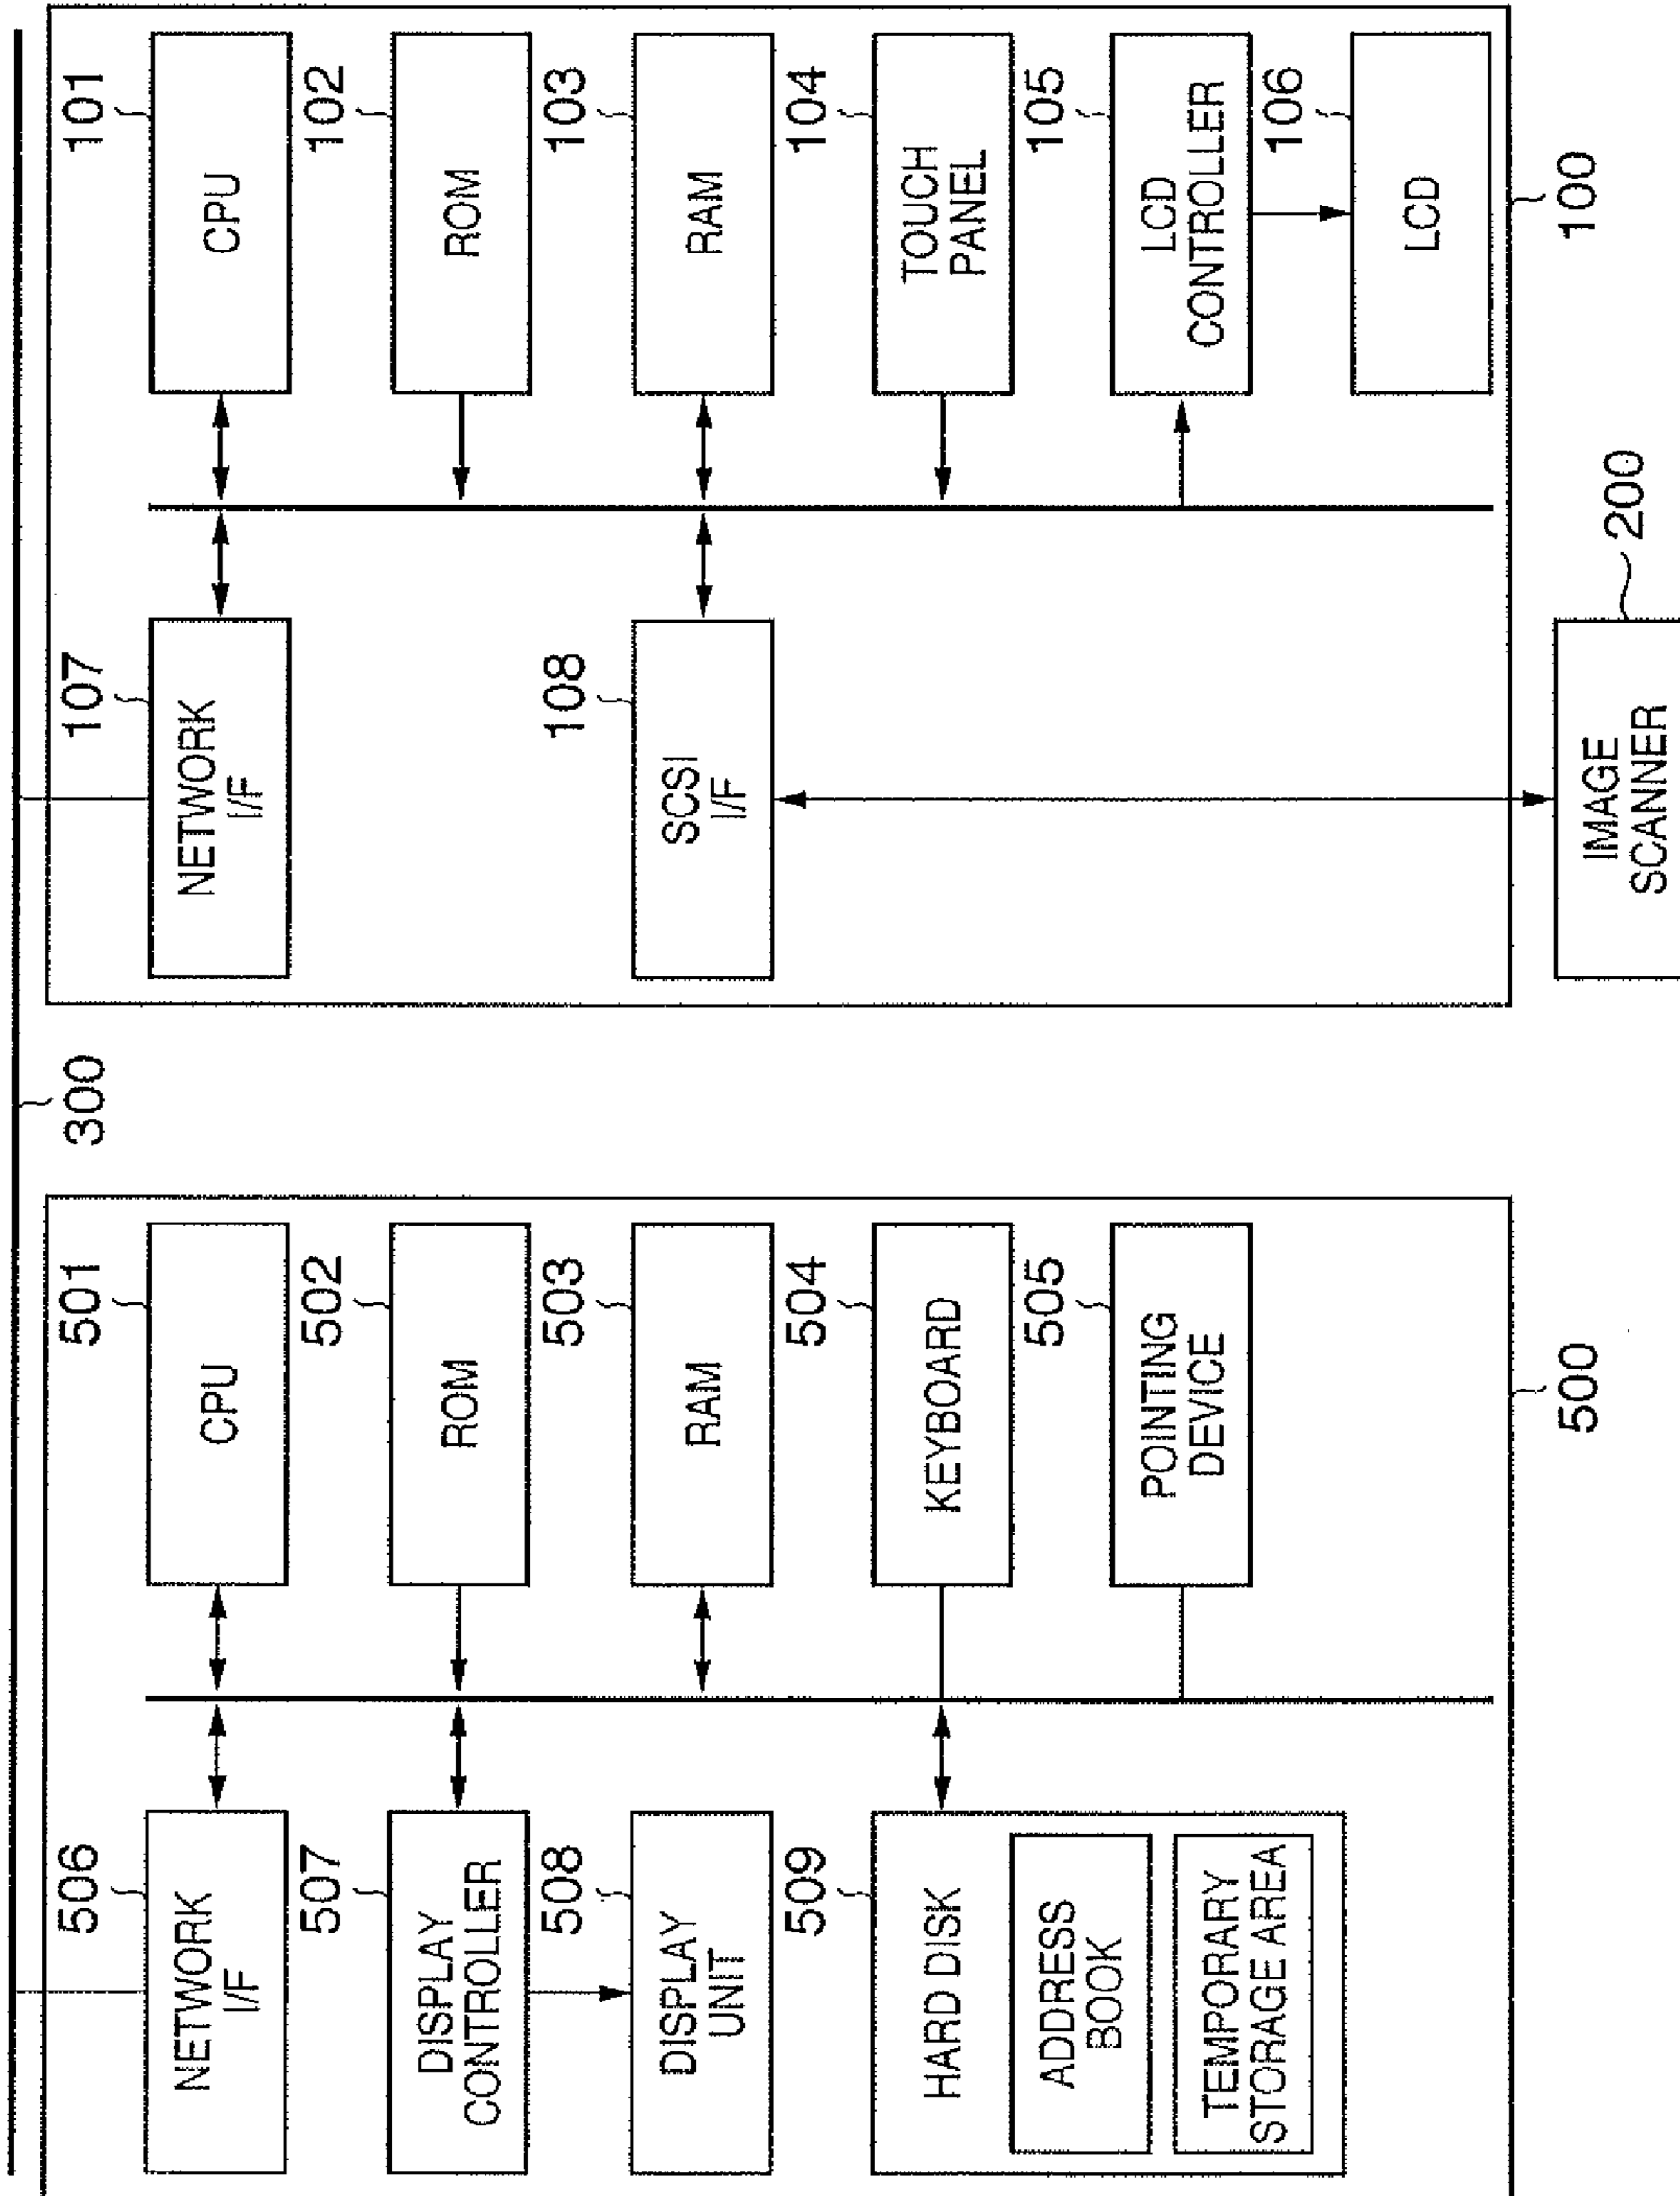 300
506
NETWORK
I/F
501
CPU
507
DISPLAY
CONTROLLER
502
ROM
508
DISPLAY
UNIT
503
RAM
509
HARD DISK
ADDRESS
BOOK
TEMPORARY
STORAGE AREA
504
KEYBOARD
505
POINTING
DEVICE
500
107
NETWORK
I/F
101
CPU
102
ROM
108
SCSI
I/F
103
RAM
104
TOUCH
PANEL
105
LCD
CONTROLLER
106
LCD
100
200
IMAGE
SCANNER